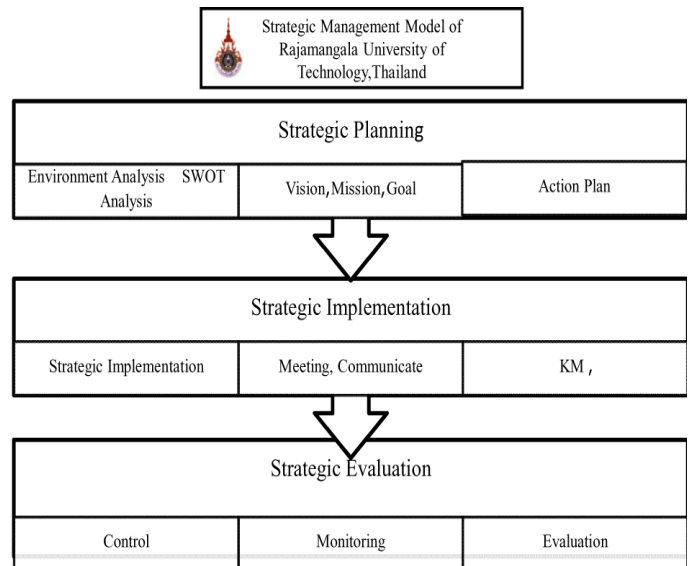 Strategic Management Model of
Rajamangala University of
Technology,Thailand
Strategic Planning
Environment Analysis SWOT
Analysis
Vision,Mission,Goal
Action Plan
Strategic Implementation
Strategic Implementation
Meeting, Communicate
KM ,
Strategic Evaluation
Control
Monitoring
Evaluation